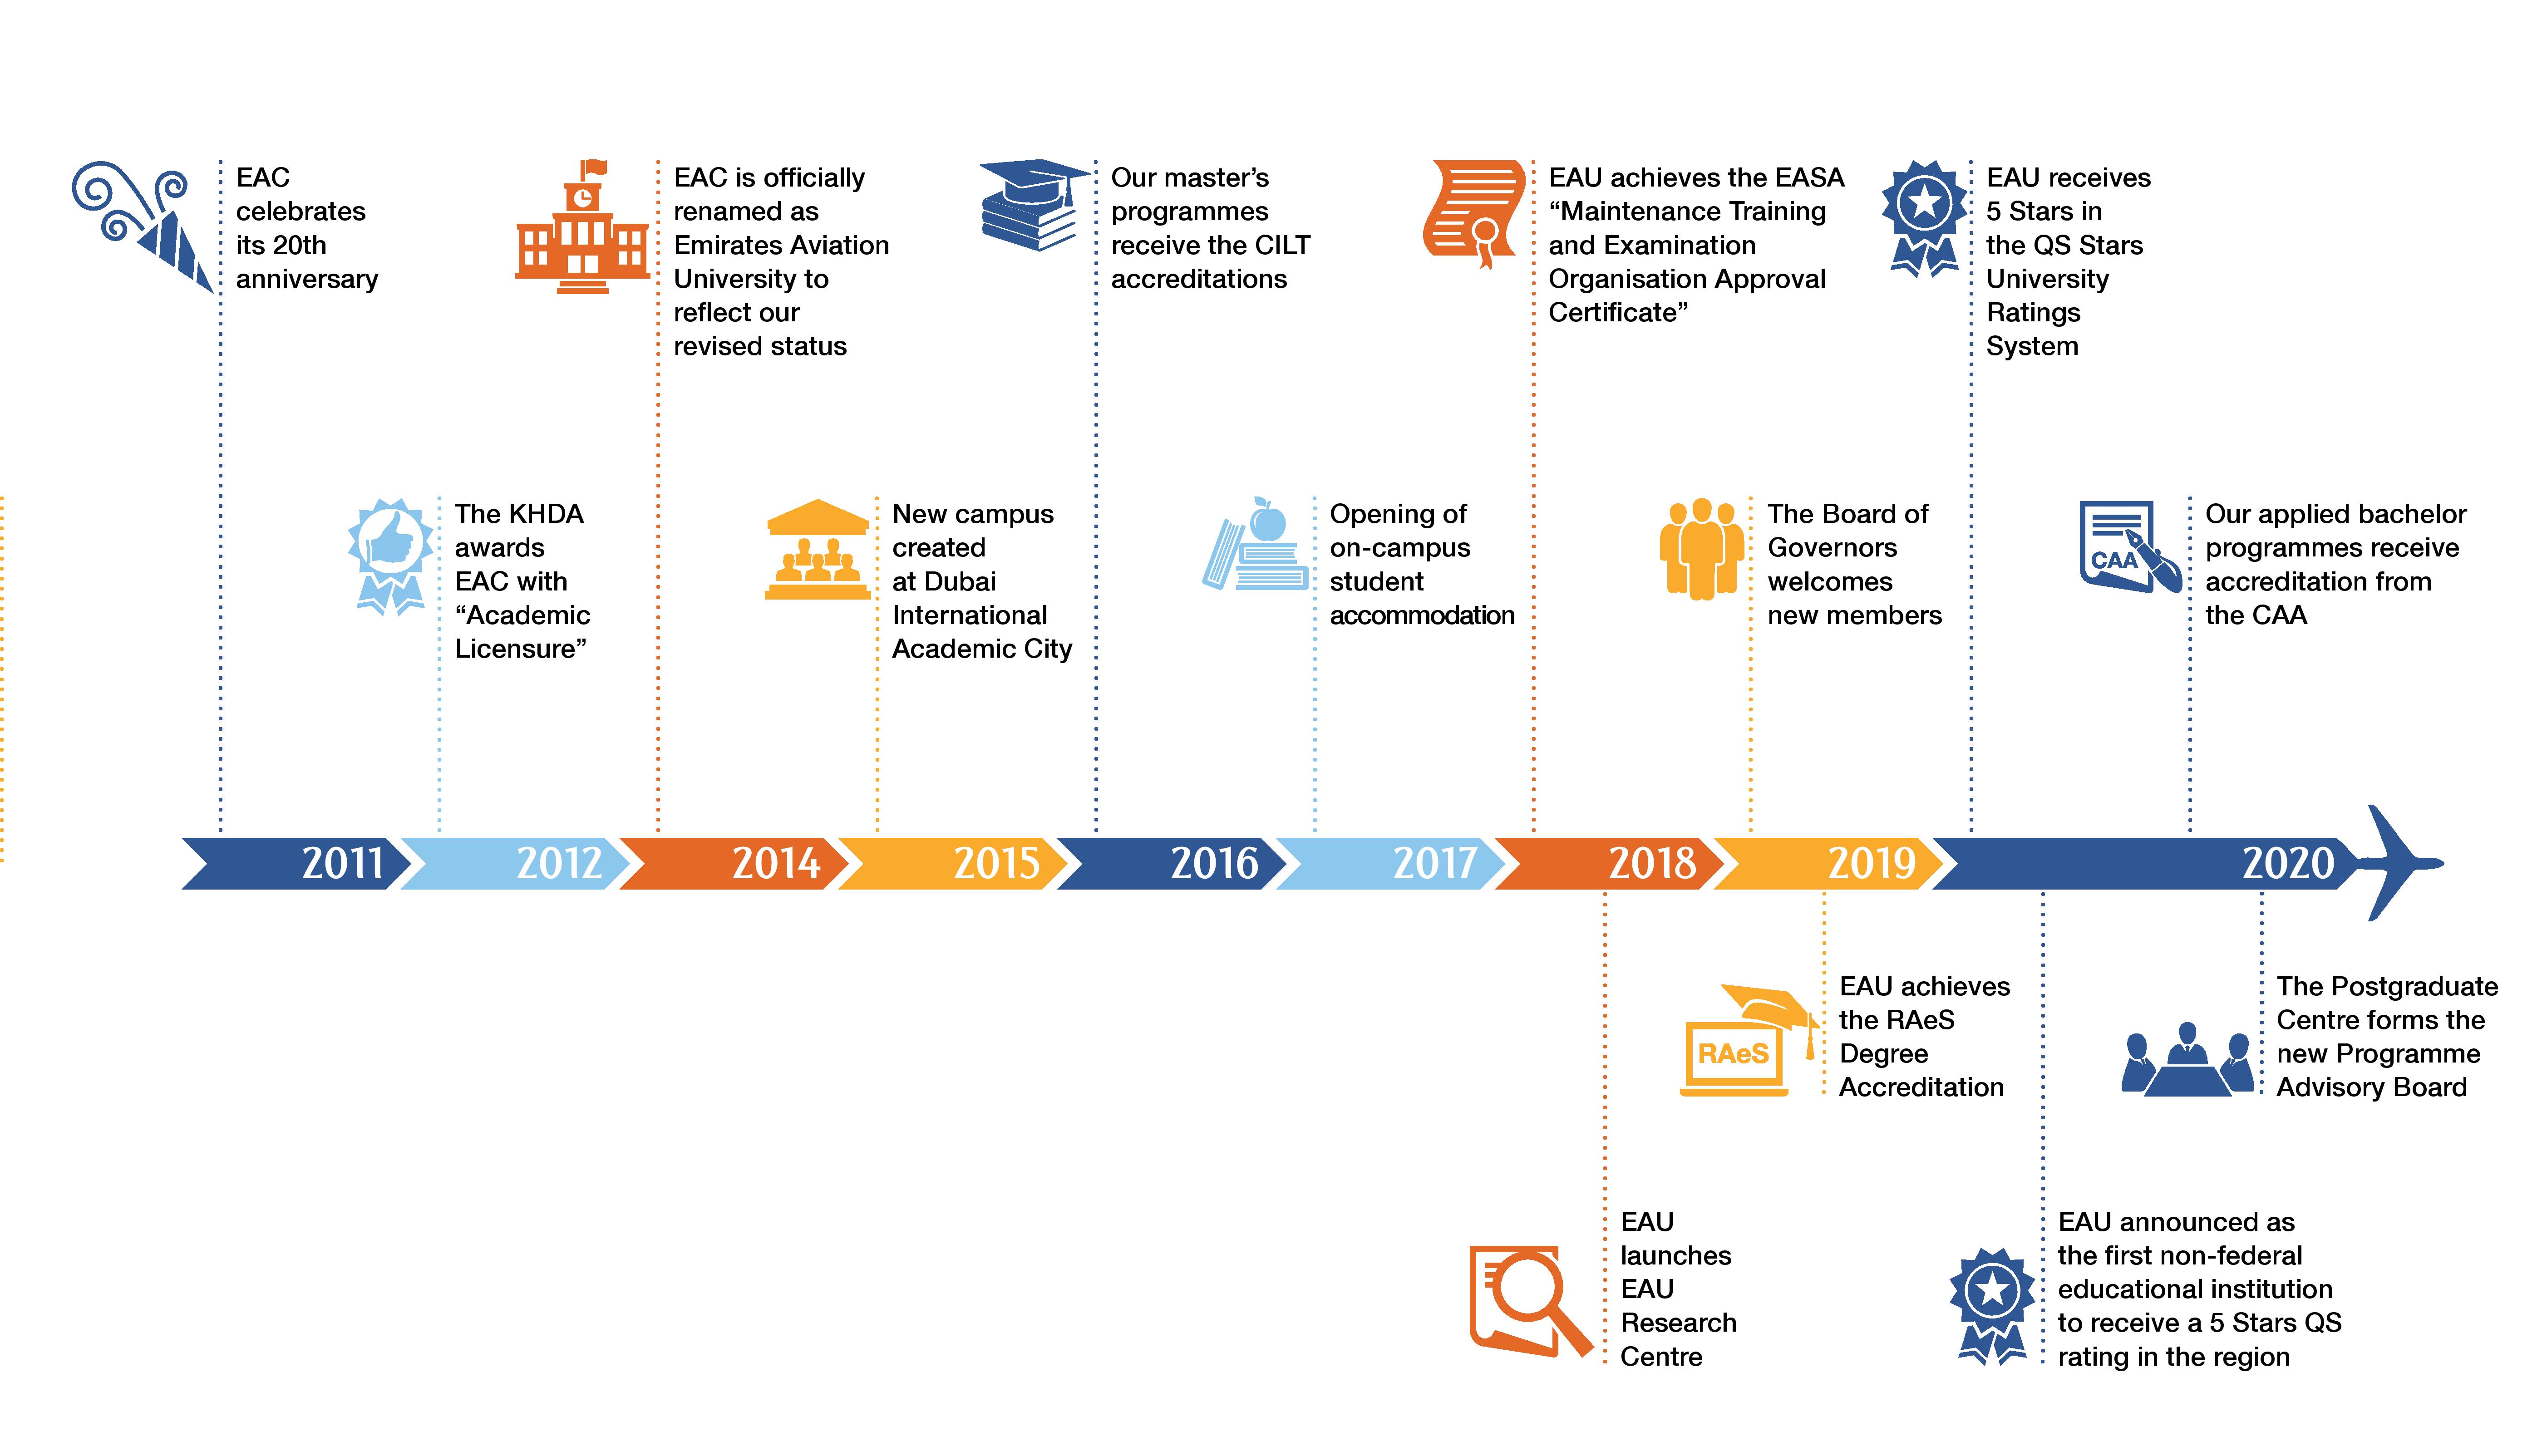 EAC
celebrates
its 20th
anniversary
EAC is officially
renamed as
Emirates Aviation
University to
reflect our
revised status
Our master’s
programmes
receive the CILT
accreditations
EAU achieves the EASA
“Maintenance Training
and Examination
Organisation Approval
Certificate”
EAU receives
5 Stars in
the QS Stars
University
Ratings
System
The KHDA
awards
EAC with
“Academic
Licensure”
New campus
created
at Dubai
International
Academic City
Opening of
on-campus
student
accommodation
The Board of
Governors
welcomes
new members
CAA
Our applied bachelor
programmes receive
accreditation from
the CAA
2011
2012
2014
2015
2016
2017
2018
2019
2020
RAeS
EAU achieves
the RAeS
Degree
Accreditation
The Postgraduate
Centre forms the
new Programme
Advisory Board
EAU
launches
EAU
Research
Centre
EAU announced as
the first non-federal
educational institution
to receive a 5 Stars QS
rating in the region